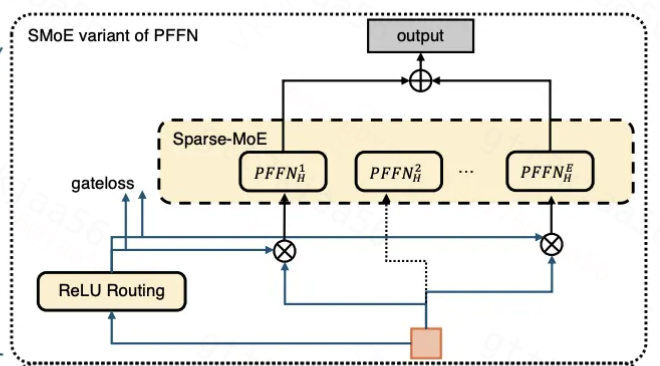 SMoE variant of PFFN
output
Sparse-MoE
PFFN_H^1
PFFN_H^2
...
PFFN_H^E
gateloss
ReLU Routing